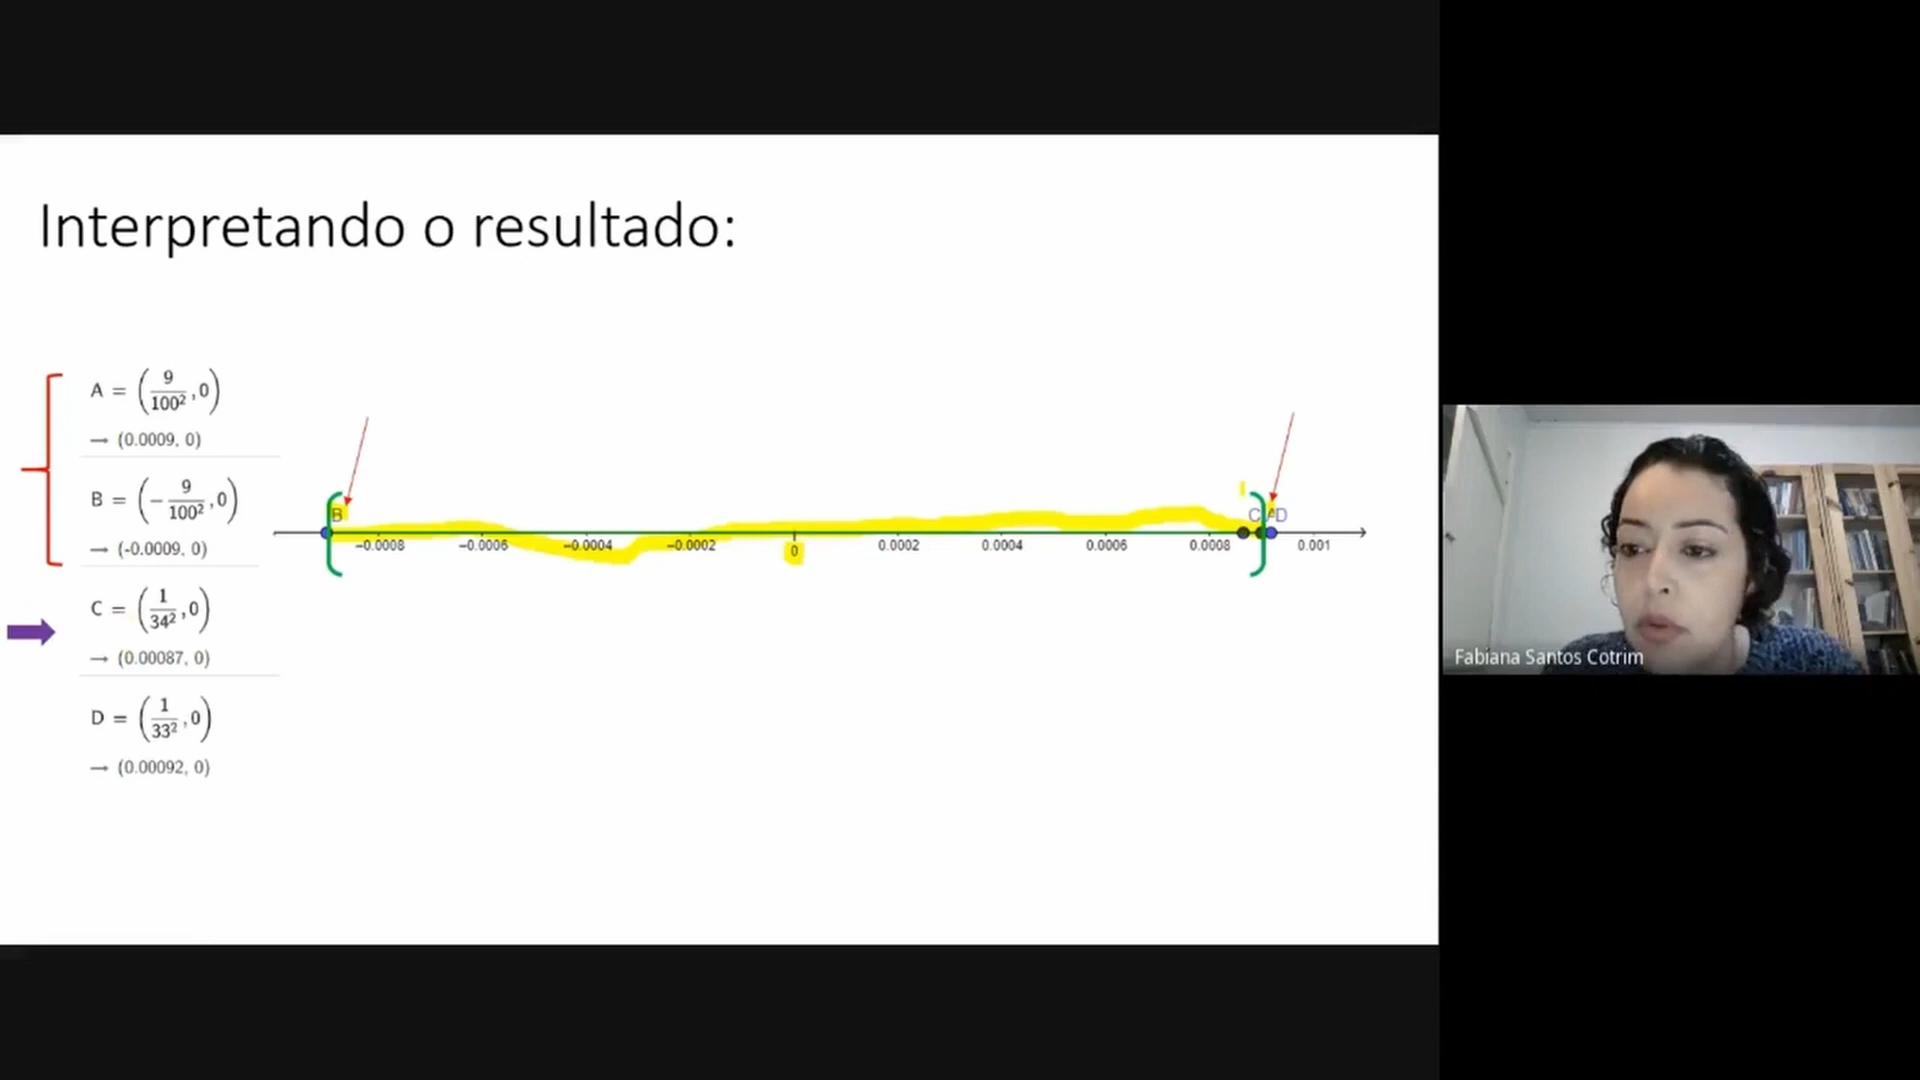 Interpretando o resultado:
A = (9/100², 0)
→ (0.0009, 0)
B = (−9/100², 0)
→ (-0.0009, 0)
C = (1/34², 0)
→ (0.00087, 0)
D = (1/33², 0)
→ (0.00092, 0)
B C A D
−0.0008 −0.0006 −0.0004 −0.0002 0 0.0002 0.0004 0.0006 0.0008 0.001
Fabiana Santos Cotrim